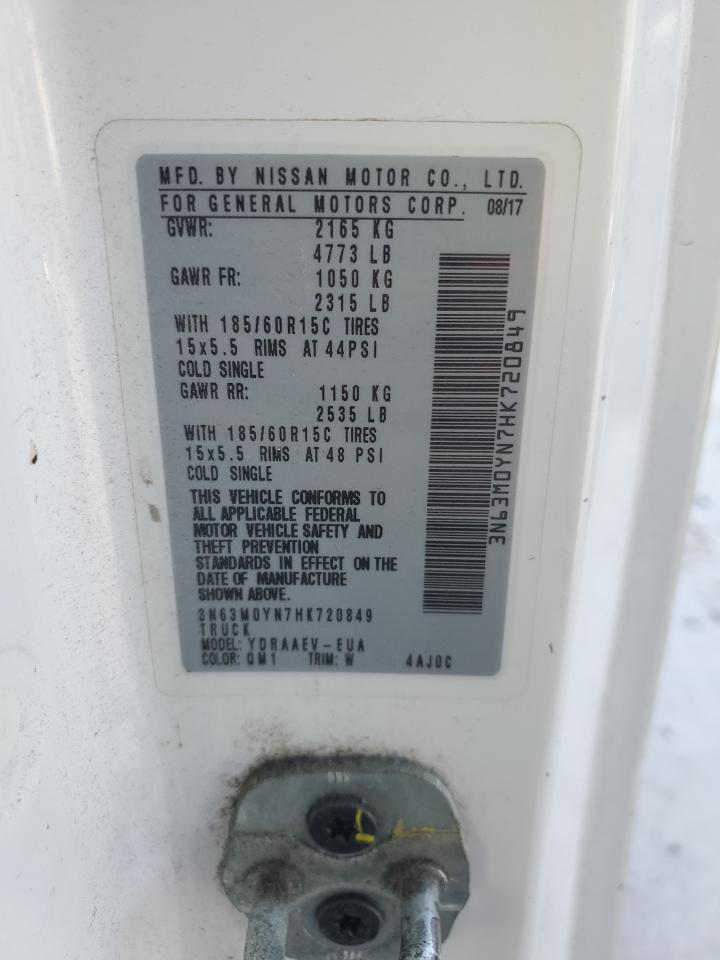 MFD. BY NISSAN MOTOR CO., LTD.
FOR GENERAL MOTORS CORP. 08/17
GVWR: 2165 KG
4773 LB
GAWR FR: 1050 KG
2315 LB
WITH 185/60R15C TIRES
15x5.5 RIMS AT 44PSI
COLD SINGLE
GAWR RR: 1150 KG
2535 LB
WITH 185/60R15C TIRES
15x5.5 RIMS AT 48 PSI
COLD SINGLE
THIS VEHICLE CONFORMS TO
ALL APPLICABLE FEDERAL
MOTOR VEHICLE SAFETY AND
THEFT PREVENTION
STANDARDS IN EFFECT ON THE
DATE OF MANUFACTURE
SHOWN ABOVE.
3N63M0YN7HK720849
TRUCK
MODEL: YDRAAEV-EUA
COLOR: QM1 TRIM: W 4AJ0C
3N63M0YN7HK720849